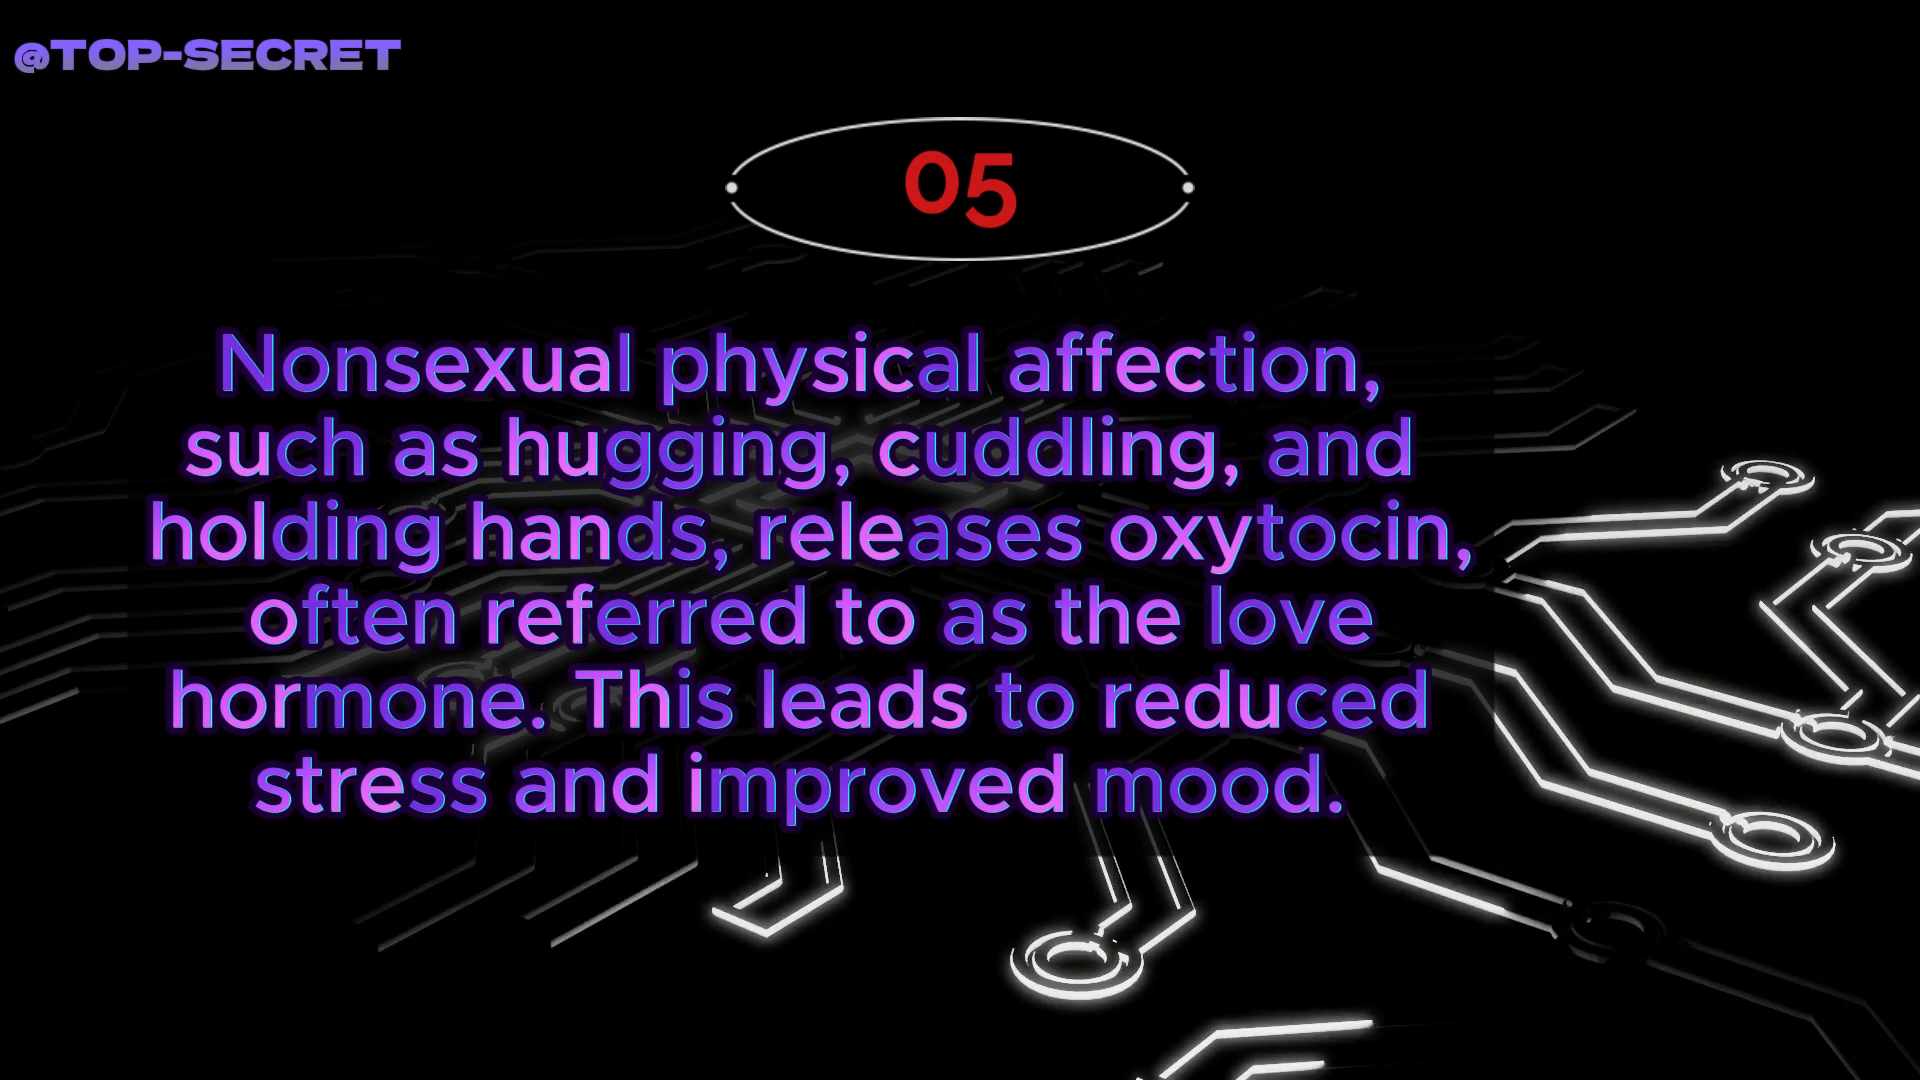 @TOP-SECRET
05
Nonsexual physical affection,
such as hugging, cuddling, and
holding hands, releases oxytocin,
often referred to as the love
hormone. This leads to reduced
stress and improved mood.